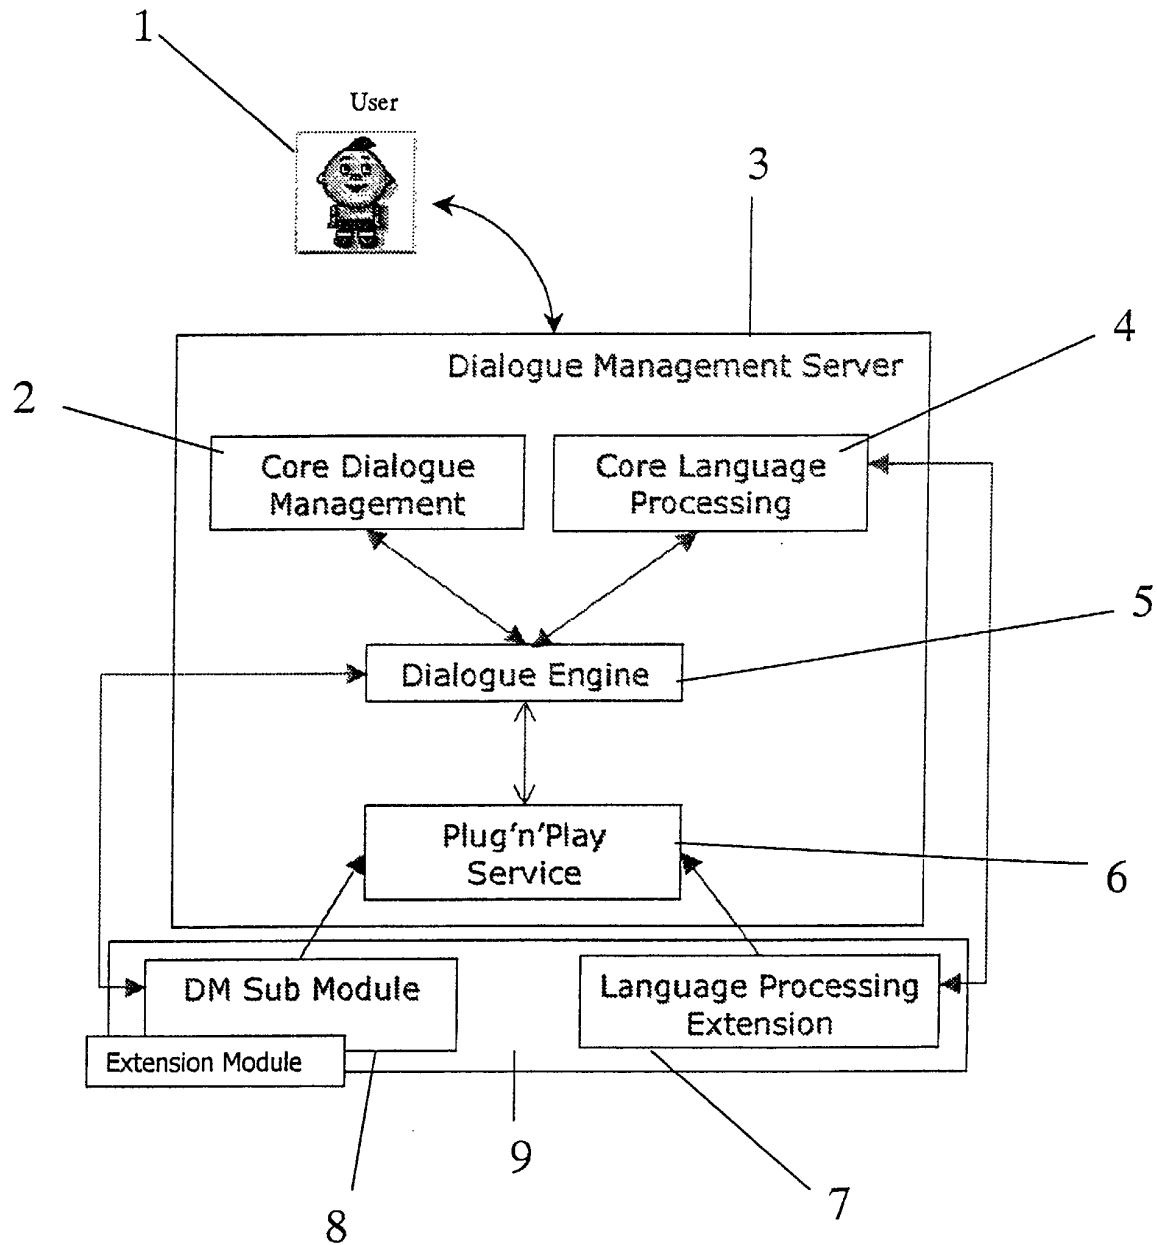 1
User
3
4
Dialogue Management Server
2
Core Dialogue
Management
Core Language
Processing
5
Dialogue Engine
Plug'n'Play
Service
6
DM Sub Module
Language Processing
Extension
Extension Module
9
7
8